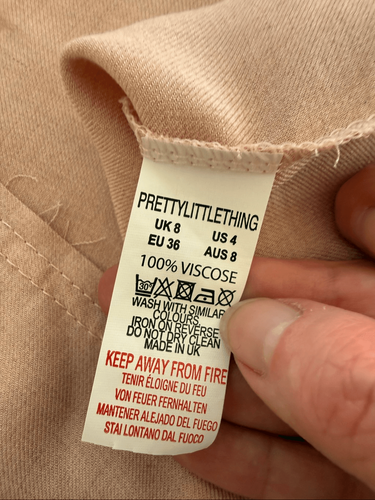 PRETTYLITTLETHING
UK 8 US 4
EU 36 AUS 8
100% VISCOSE
30°
WASH WITH SIMILAR
COLOURS
IRON ON REVERSE
DO NOT DRY CLEAN
MADE IN UK
KEEP AWAY FROM FIRE
TENIR ÉLOIGNE DU FEU
VON FEUER FERNHALTEN
MANTENER ALEJADO DEL FUEGO
STAI LONTANO DAL FUOCO